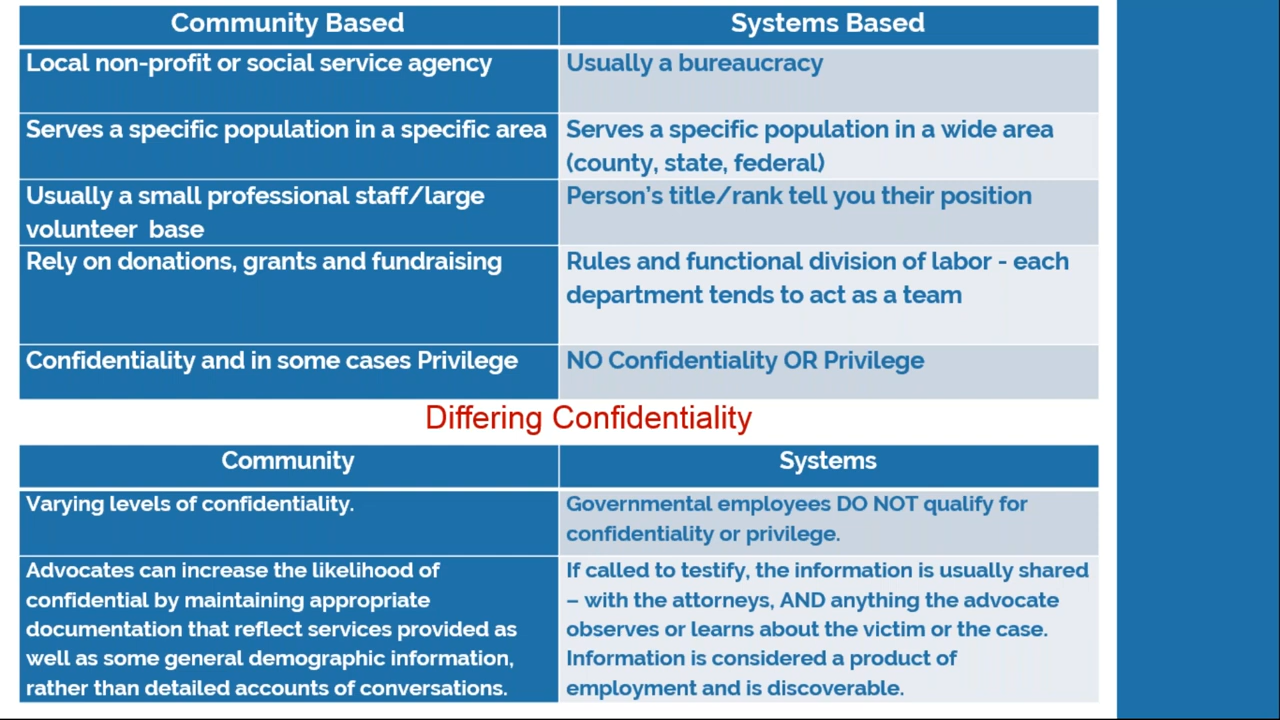 Community Based
Systems Based
Local non-profit or social service agency
Usually a bureaucracy
Serves a specific population in a specific area
Serves a specific population in a wide area
(county, state, federal)
Usually a small professional staff/large
volunteer base
Person's title/rank tell you their position
Rely on donations, grants and fundraising
Rules and functional division of labor - each
department tends to act as a team
Confidentiality and in some cases Privilege
NO Confidentiality OR Privilege
Differing Confidentiality
Community
Systems
Varying levels of confidentiality.
Governmental employees DO NOT qualify for
confidentiality or privilege.
Advocates can increase the likelihood of
confidential by maintaining appropriate
documentation that reflect services provided as
well as some general demographic information,
rather than detailed accounts of conversations.
If called to testify, the information is usually shared
– with the attorneys, AND anything the advocate
observes or learns about the victim or the case.
Information is considered a product of
employment and is discoverable.